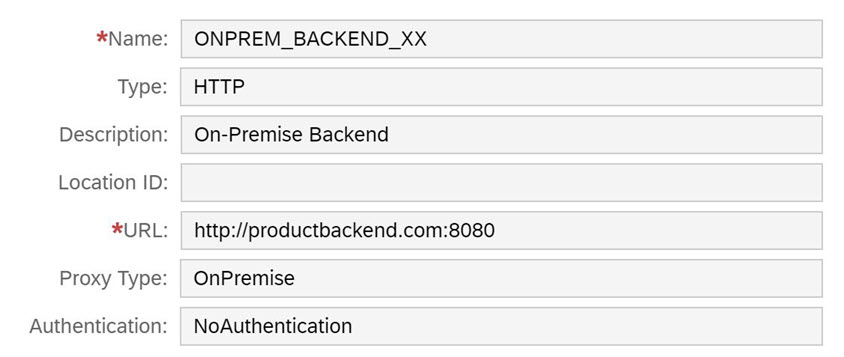 *Name: ONPREM_BACKEND_XX
Type: HTTP
Description: On-Premise Backend
Location ID:
*URL: http://productbackend.com:8080
Proxy Type: OnPremise
Authentication: NoAuthentication